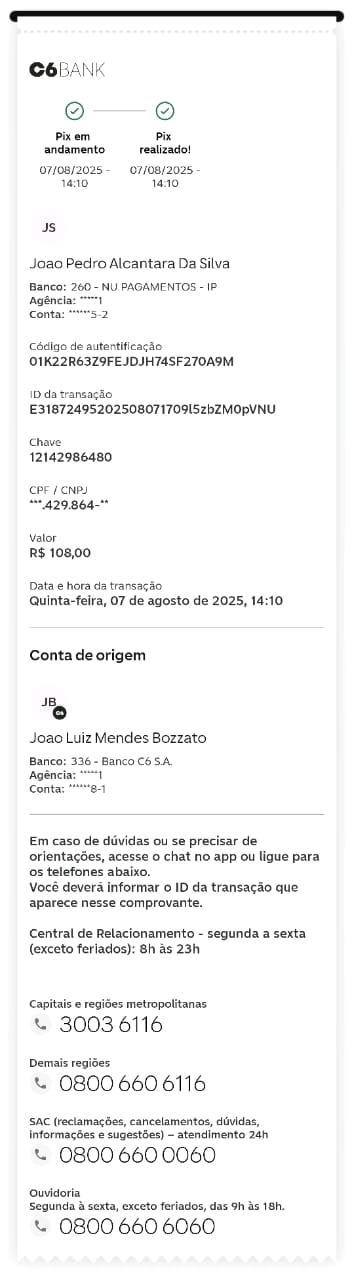 C6BANK
Pix em
andamento
07/08/2025 -
14:10
Pix
realizado!
07/08/2025 -
14:10
JS
Joao Pedro Alcantara Da Silva
Banco: 260 - NU PAGAMENTOS - IP
Agência: *****1
Conta: ******5-2
Código de autentificação
01K22R63Z9FEJDJH74SF270A9M
ID da transação
E31872495202508071709l5zbZM0pVNU
Chave
12142986480
CPF / CNPJ
***.429.864-**
Valor
R$ 108,00
Data e hora da transação
Quinta-feira, 07 de agosto de 2025, 14:10
Conta de origem
JB
C6
Joao Luiz Mendes Bozzato
Banco: 336 - Banco C6 S.A.
Agência: *****1
Conta: ******8-1
Em caso de dúvidas ou se precisar de
orientações, acesse o chat no app ou ligue para
os telefones abaixo.
Você deverá informar o ID da transação que
aparece nesse comprovante.
Central de Relacionamento - segunda a sexta
(exceto feriados): 8h às 23h
Capitais e regiões metropolitanas
3003 6116
Demais regiões
0800 660 6116
SAC (reclamações, cancelamentos, dúvidas,
informações e sugestões) – atendimento 24h
0800 660 0060
Ouvidoria
Segunda à sexta, exceto feriados, das 9h às 18h.
0800 660 6060